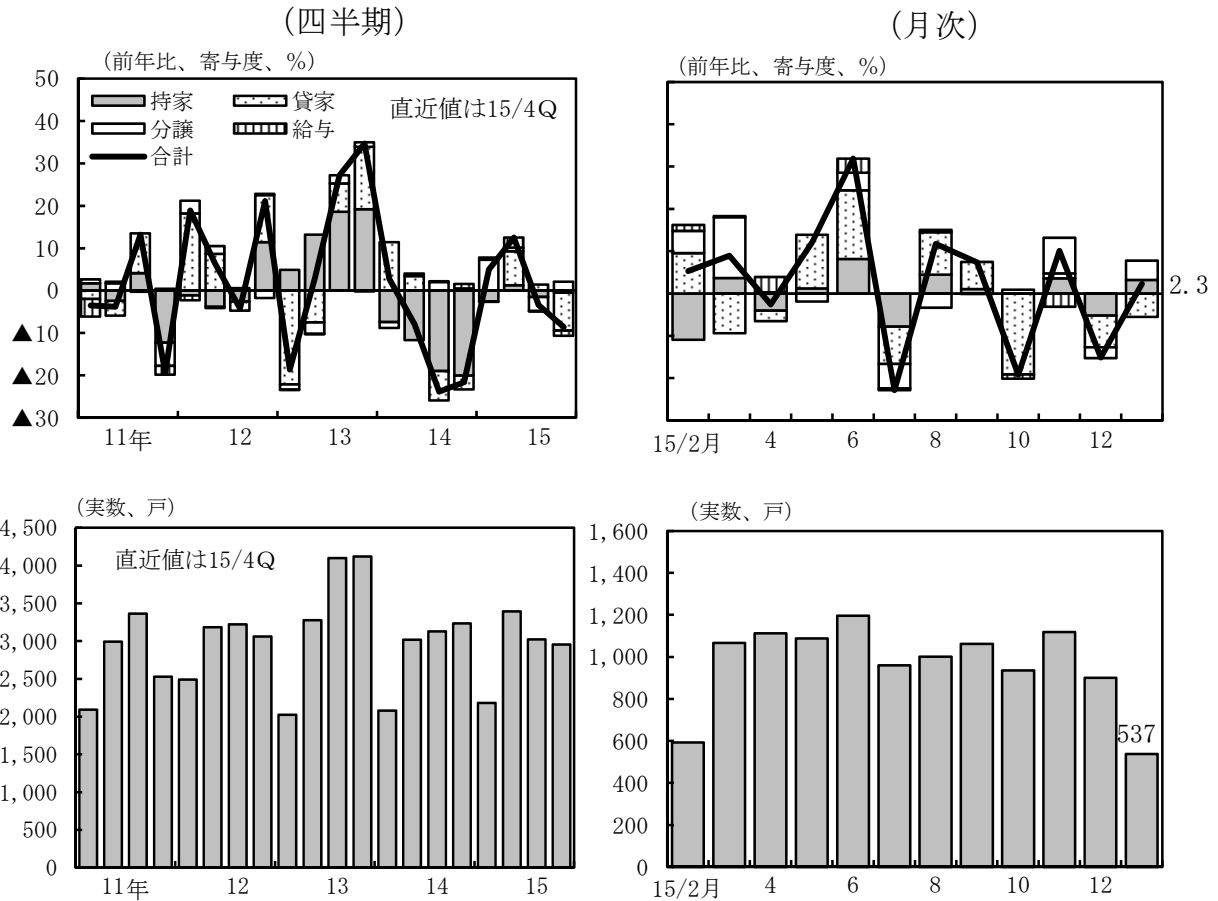 (四半期)
(月次)
(前年比、寄与度、%)
(前年比、寄与度、%)
50
40
30
20
10
0
▲
▲ 20
▲ 30
持家
貸家
分譲
給与
合計
直近値は15/4Q
11年 12 13 14 15
2.3
15/2月 4 6 8 10 12
(実数、戸)
4,500
4,000
3,500
3,000
2,500
2,000
1,500
1,000
500
0
直近値は15/4Q
11年 12 13 14 15
(実数、戸)
1,600
1,400
1,200
1,000
800
600
400
200
0
537
15/2月 4 6 8 10 12